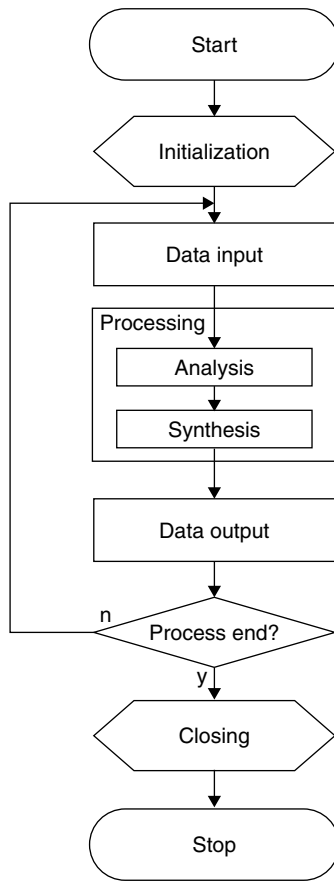 Start
Initialization
Data input
Processing
Analysis
Synthesis
Data output
n
Process end?
y
Closing
Stop